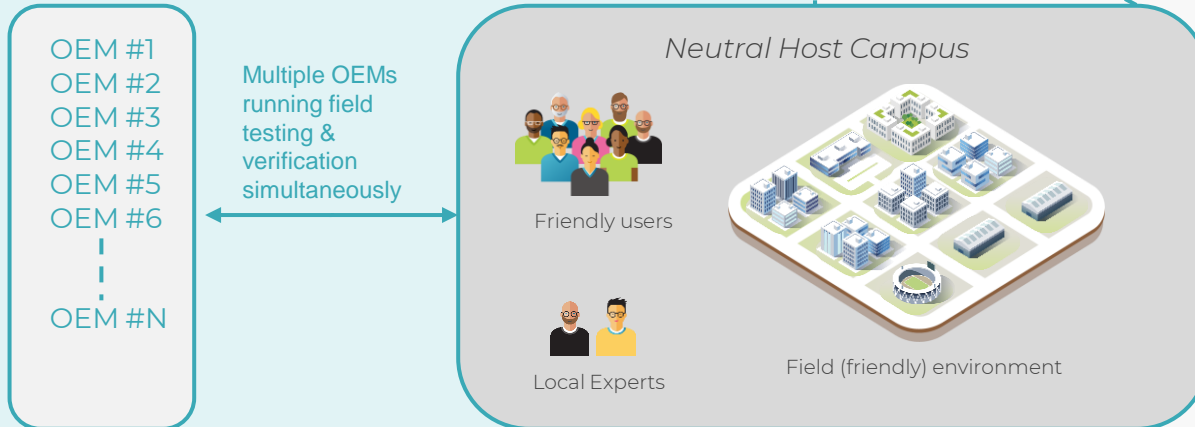 OEM #1
OEM #2
OEM #3
OEM #4
OEM #5
OEM #6
OEM #N
Multiple OEMs
running field
testing &
verification
simultaneously
Neutral Host Campus
Friendly users
Local Experts
Field (friendly) environment